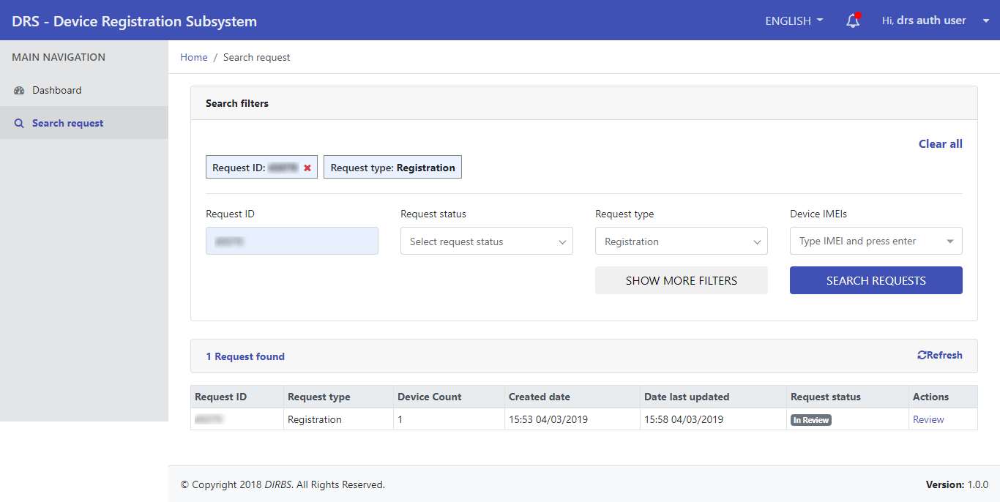 DRS - Device Registration Subsystem
ENGLISH
Hi, drs auth user
MAIN NAVIGATION
Dashboard
Search request
Home / Search request
Search filters
Clear all
Request ID:
Request type: Registration
Request ID
Request status
Request type
Device IMEIs
Select request status
Registration
Type IMEI and press enter
SHOW MORE FILTERS
SEARCH REQUESTS
1 Request found
Refresh
Request ID Request type Device Count Created date Date last updated Request status Actions
Registration 1 15:53 04/03/2019 15:58 04/03/2019 In Review Review
© Copyright 2018 DIRBS. All Rights Reserved.
Version: 1.0.0